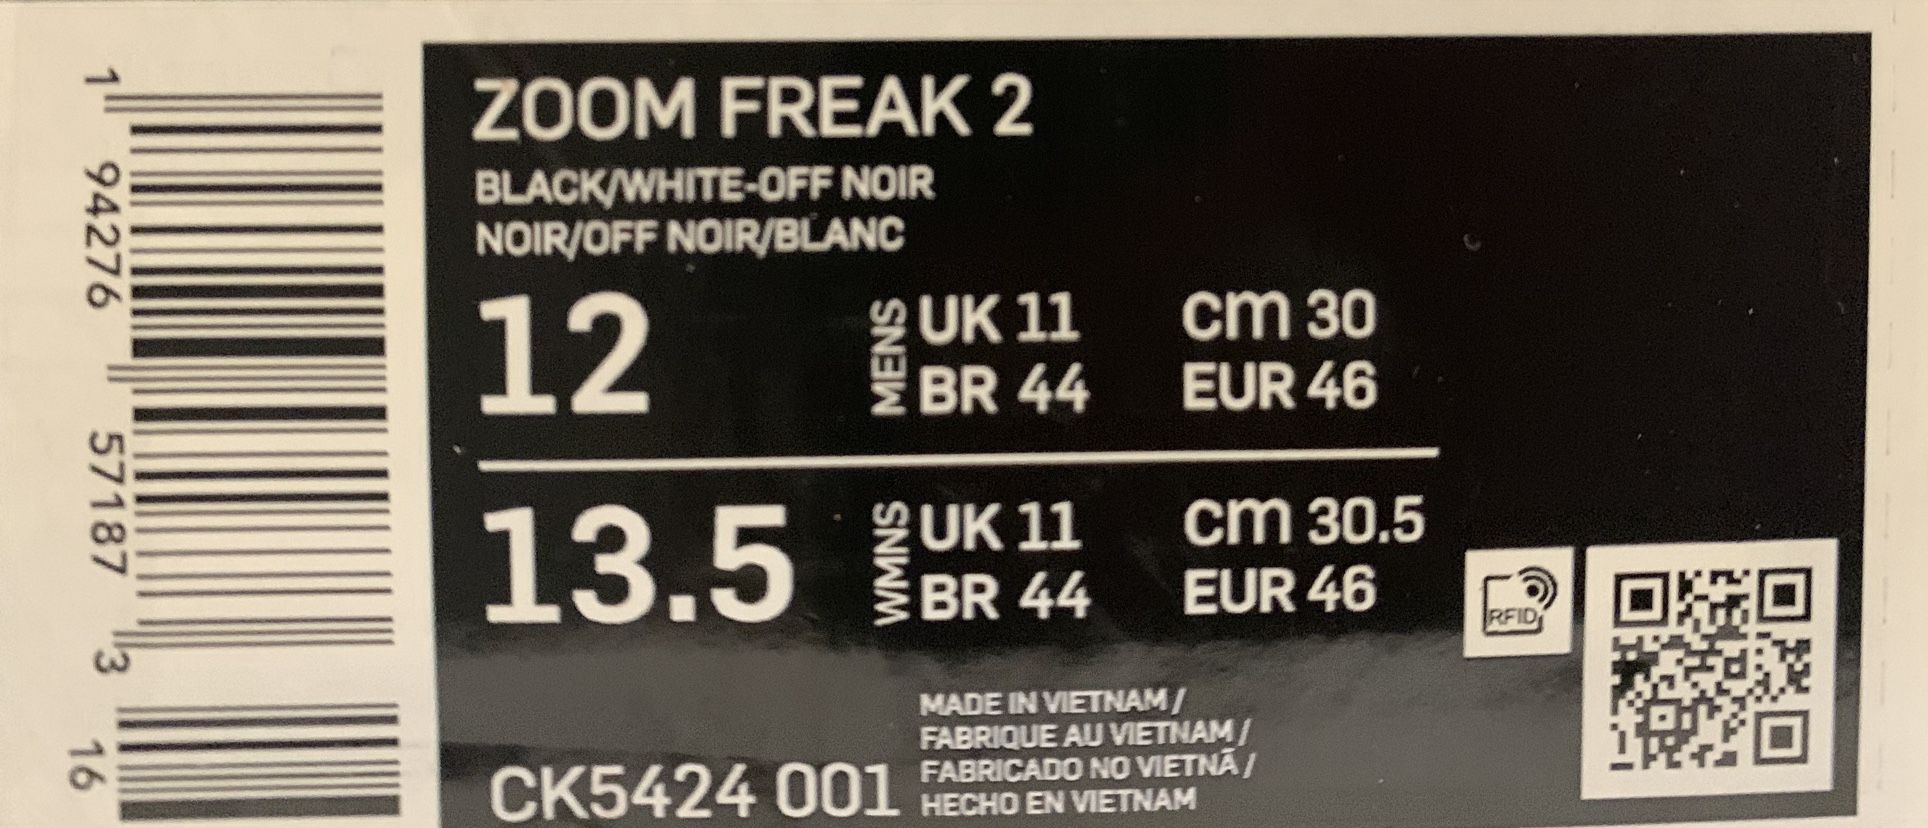 1 94276 57187 3
16
ZOOM FREAK 2
BLACK/WHITE-OFF NOIR
NOIR/OFF NOIR/BLANC
12 MENS UK 11 cm 30
BR 44 EUR 46
13.5 WMNS UK 11 cm 30.5
BR 44 EUR 46
RFID
MADE IN VIETNAM /
FABRIQUE AU VIETNAM /
FABRICADO NO VIETNÃ /
HECHO EN VIETNAM
CK5424 001